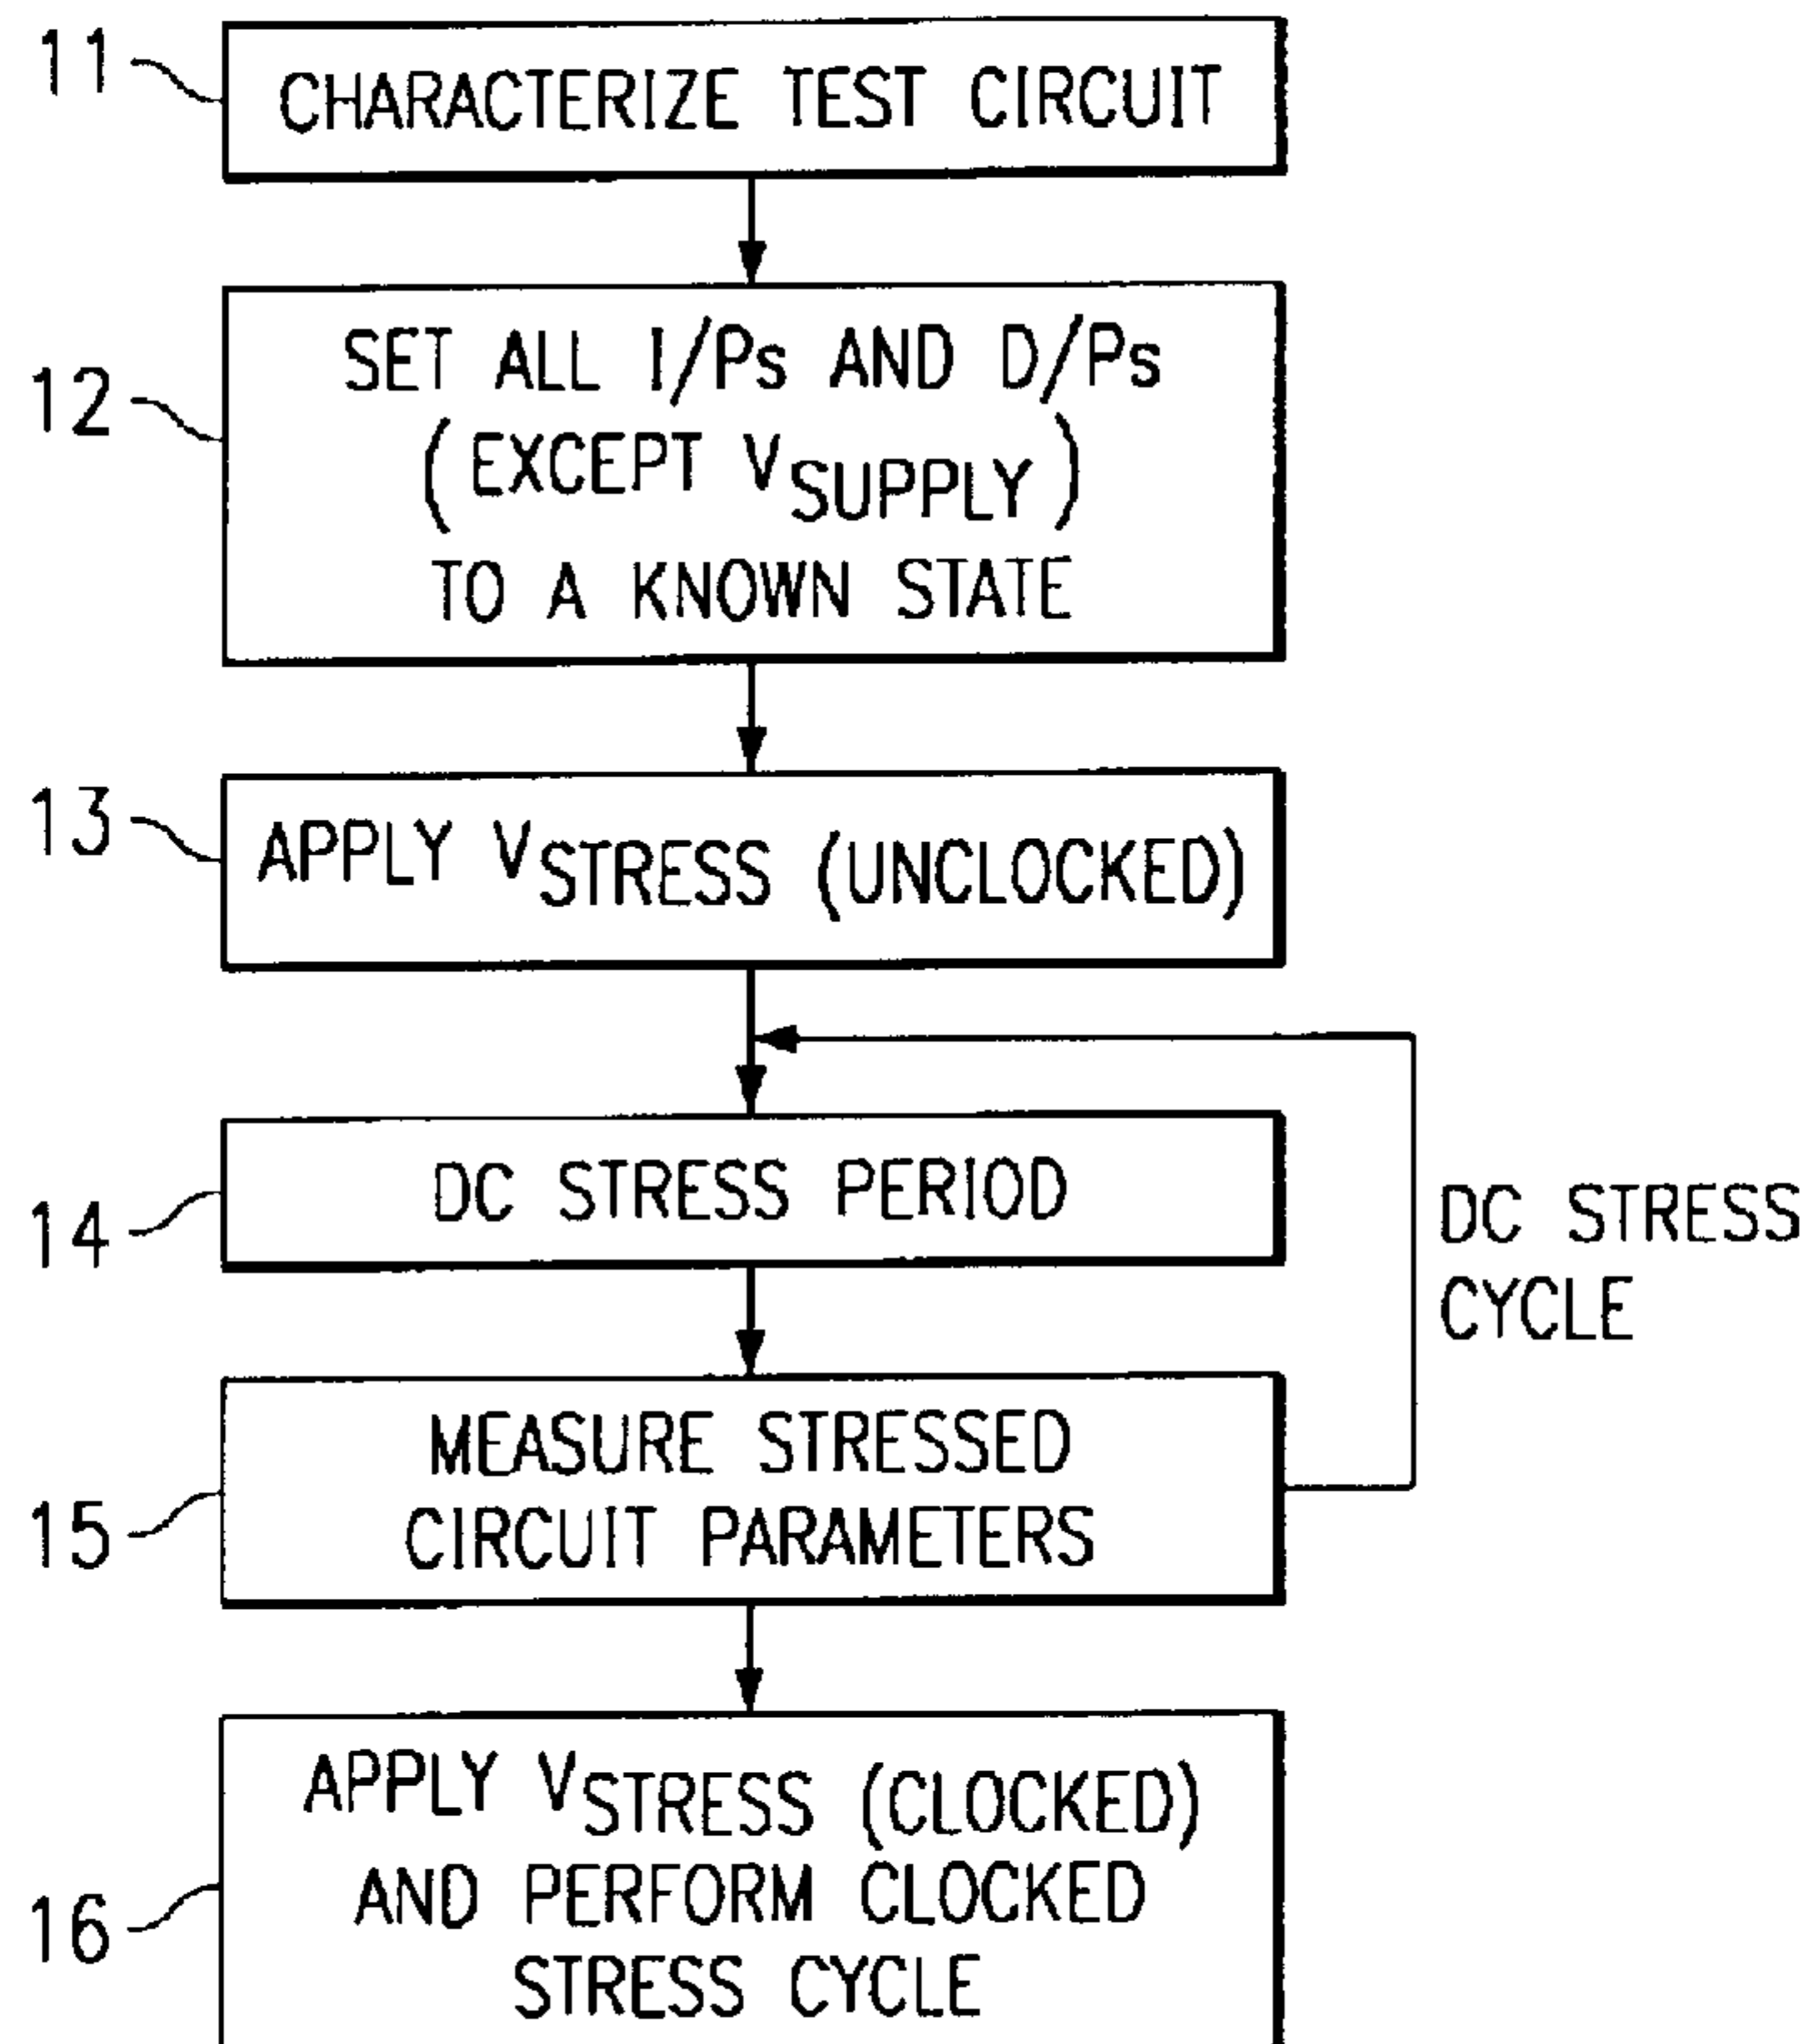 11
CHARACTERIZE TEST CIRCUIT
12
SET ALL I/Ps AND D/Ps
(EXCEPT VSUPPLY)
TO A KNOWN STATE
13
APPLY VSTRESS (UNCLOCKED)
14
DC STRESS PERIOD
DC STRESS
CYCLE
15
MEASURE STRESSED
CIRCUIT PARAMETERS
16
APPLY VSTRESS (CLOCKED)
AND PERFORM CLOCKED
STRESS CYCLE